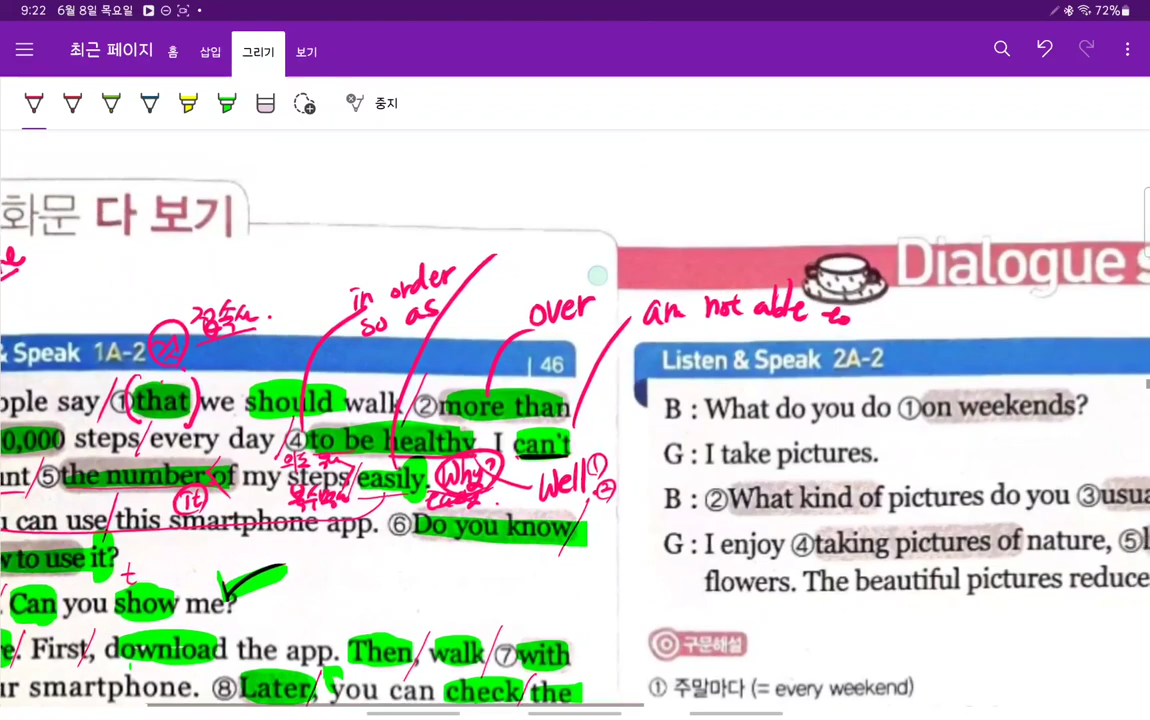 9:22 6월 8일 목요일
72%
최근 페이지 홈 삽입 그리기 보기
중지
화문 다 보기
Dialogue s
in order
so as
over
am not able to
접속사.
것
& Speak 1A-2
46
ople say ①that we should walk ②more than
0,000 steps every day ④to be healthy. I can't
unt ⑤the number of my steps easily. Why?
Well ① ②
it
u can use this smartphone app. ⑥Do you know
w to use it?
t
Can you show me?
e. First, download the app. Then, walk ⑦with
ur smartphone. ⑧Later, you can check the
Listen & Speak 2A-2
B : What do you do ①on weekends?
G : I take pictures.
B : ②What kind of pictures do you ③usua
G : I enjoy ④taking pictures of nature, ⑤l
flowers. The beautiful pictures reduce
구문해설
① 주말마다 (= every weekend)